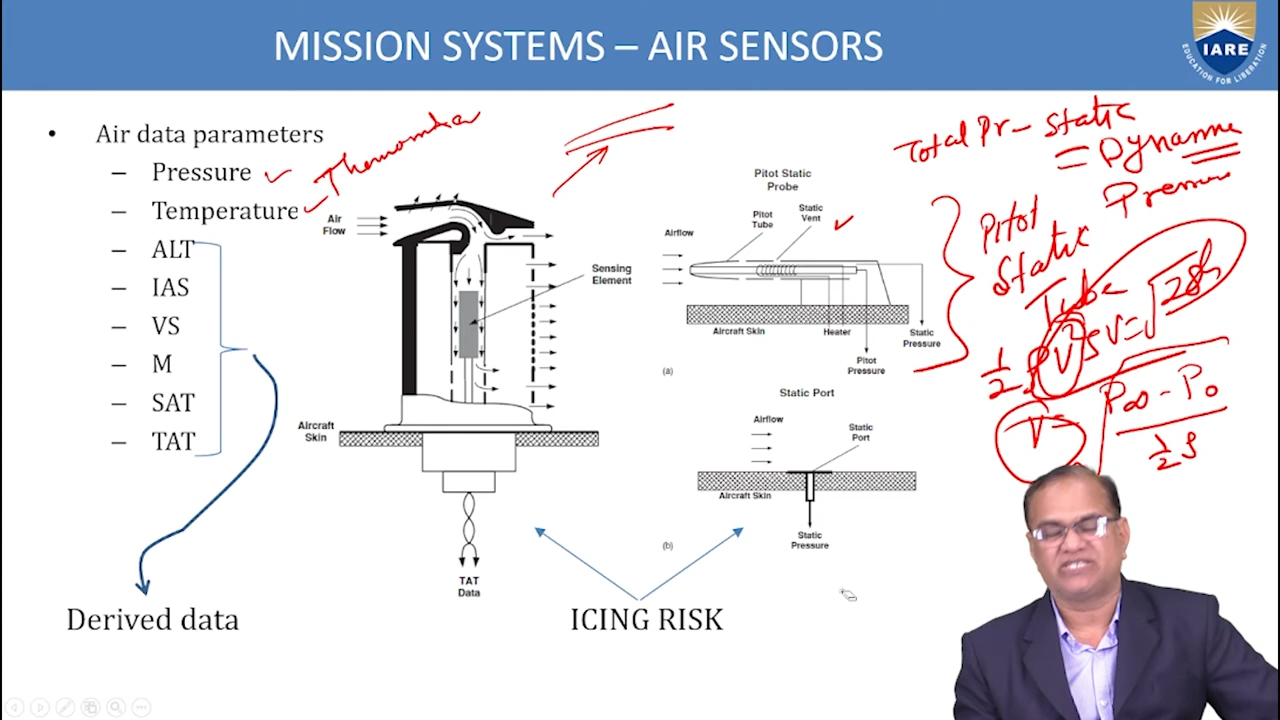 MISSION SYSTEMS – AIR SENSORS
IARE
EDUCATION FOR LIBERATION
• Air data parameters
– Pressure
– Temperature
– ALT
– IAS
– VS
– M
– SAT
– TAT
Derived data
Air
Flow
Sensing
Element
Aircraft
Skin
TAT
Data
Pitot Static
Probe
Pitot
Tube
Static
Vent
Airflow
Aircraft Skin
Heater
Static
Pressure
Pitot
Pressure
(a)
Static Port
Airflow
Static
Port
Aircraft Skin
Static
Pressure
(b)
ICING RISK
Total Pr – Static
= Dynamic
Pressure
Pitot
Static
Tube
P∞ – P0
½ρ